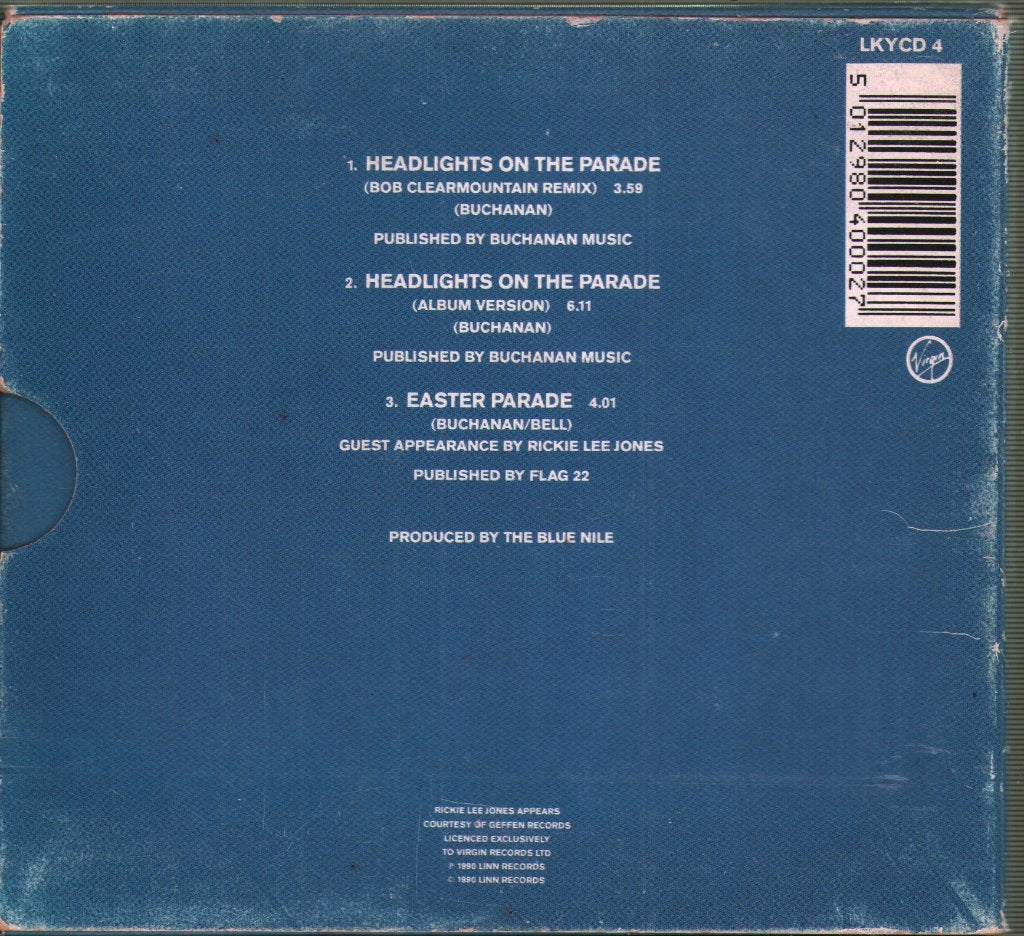 LKYCD 4
5 012980 400027
Virgin
1. HEADLIGHTS ON THE PARADE
(BOB CLEARMOUNTAIN REMIX) 3.59
(BUCHANAN)
PUBLISHED BY BUCHANAN MUSIC
2. HEADLIGHTS ON THE PARADE
(ALBUM VERSION) 6.11
(BUCHANAN)
PUBLISHED BY BUCHANAN MUSIC
3. EASTER PARADE 4.01
(BUCHANAN/BELL)
GUEST APPEARANCE BY RICKIE LEE JONES
PUBLISHED BY FLAG 22
PRODUCED BY THE BLUE NILE
RICKIE LEE JONES APPEARS
COURTESY OF GEFFEN RECORDS
LICENCED EXCLUSIVELY
TO VIRGIN RECORDS LTD
℗ 1990 LINN RECORDS
© 1990 LINN RECORDS